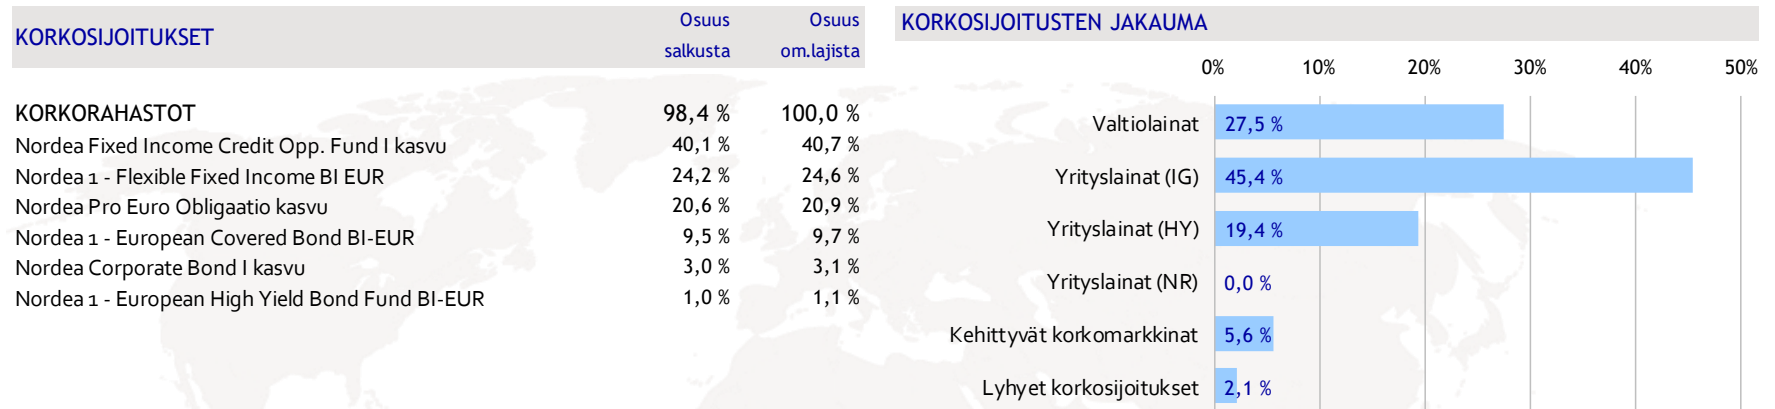 KORKOSIJOITUKSET Osuus salkusta Osuus om.lajista
KORKORAHASTOT 98,4 % 100,0 %
Nordea Fixed Income Credit Opp. Fund I kasvu 40,1 % 40,7 %
Nordea 1 - Flexible Fixed Income BI EUR 24,2 % 24,6 %
Nordea Pro Euro Obligaatio kasvu 20,6 % 20,9 %
Nordea 1 - European Covered Bond BI-EUR 9,5 % 9,7 %
Nordea Corporate Bond I kasvu 3,0 % 3,1 %
Nordea 1 - European High Yield Bond Fund BI-EUR 1,0 % 1,1 %
KORKOSIJOITUSTEN JAKAUMA
0% 10% 20% 30% 40% 50%
Valtiolainat 27,5 %
Yrityslainat (IG) 45,4 %
Yrityslainat (HY) 19,4 %
Yrityslainat (NR) 0,0 %
Kehittyvät korkomarkkinat 5,6 %
Lyhyet korkosijoitukset 2,1 %